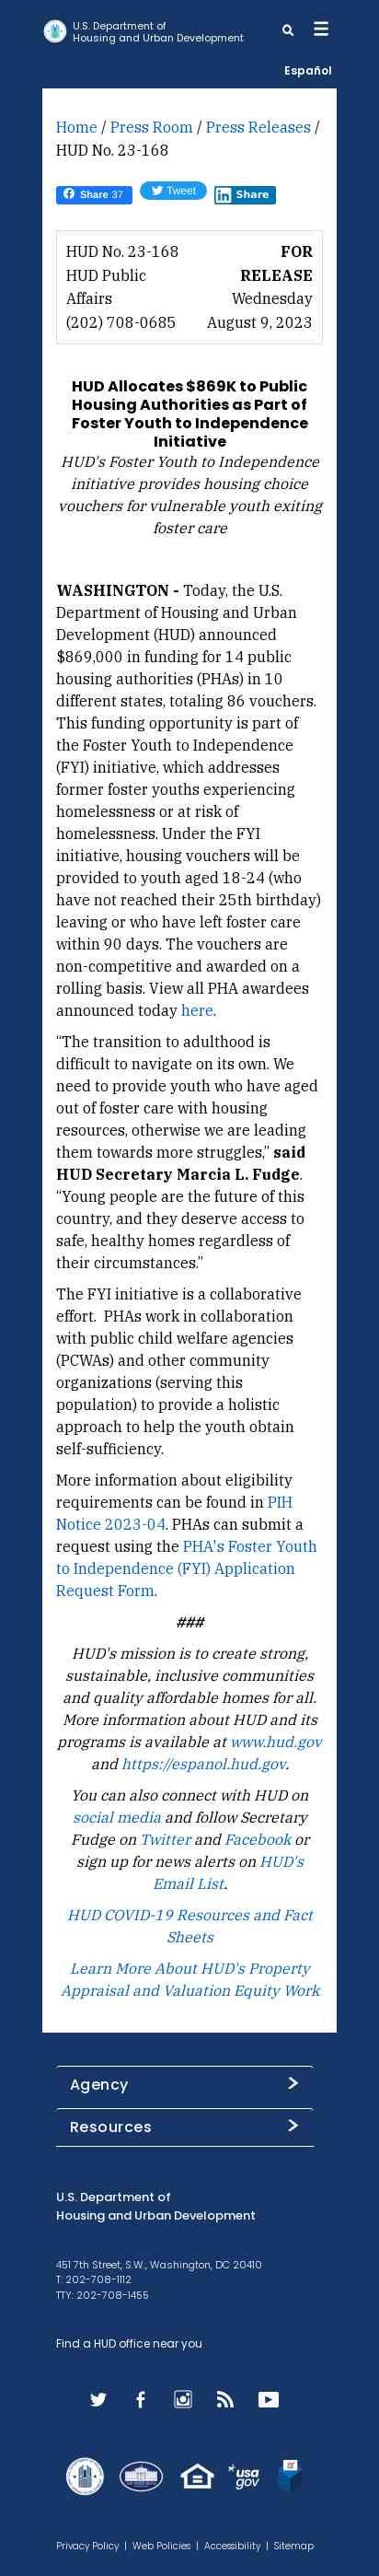 U.S. Department of
Housing and Urban Development
Español
Home / Press Room / Press Releases /
HUD No. 23-168
Share 37
Tweet
in Share
HUD No. 23-168
HUD Public
Affairs
(202) 708-0685
FOR
RELEASE
Wednesday
August 9, 2023
HUD Allocates $869K to Public
Housing Authorities as Part of
Foster Youth to Independence
Initiative
HUD's Foster Youth to Independence
initiative provides housing choice
vouchers for vulnerable youth exiting
foster care
WASHINGTON - Today, the U.S.
Department of Housing and Urban
Development (HUD) announced
$869,000 in funding for 14 public
housing authorities (PHAs) in 10
different states, totaling 86 vouchers.
This funding opportunity is part of
the Foster Youth to Independence
(FYI) initiative, which addresses
former foster youths experiencing
homelessness or at risk of
homelessness. Under the FYI
initiative, housing vouchers will be
provided to youth aged 18-24 (who
have not reached their 25th birthday)
leaving or who have left foster care
within 90 days. The vouchers are
non-competitive and awarded on a
rolling basis. View all PHA awardees
announced today here.
“The transition to adulthood is
difficult to navigate on its own. We
need to provide youth who have aged
out of foster care with housing
resources, otherwise we are leading
them towards more struggles,” said
HUD Secretary Marcia L. Fudge.
“Young people are the future of this
country, and they deserve access to
safe, healthy homes regardless of
their circumstances.”
The FYI initiative is a collaborative
effort.  PHAs work in collaboration
with public child welfare agencies
(PCWAs) and other community
organizations (serving this
population) to provide a holistic
approach to help the youth obtain
self-sufficiency.
More information about eligibility
requirements can be found in PIH
Notice 2023-04. PHAs can submit a
request using the PHA's Foster Youth
to Independence (FYI) Application
Request Form.
###
HUD's mission is to create strong,
sustainable, inclusive communities
and quality affordable homes for all.
More information about HUD and its
programs is available at www.hud.gov
and https://espanol.hud.gov.
You can also connect with HUD on
social media and follow Secretary
Fudge on Twitter and Facebook or
sign up for news alerts on HUD's
Email List.
HUD COVID-19 Resources and Fact
Sheets
Learn More About HUD's Property
Appraisal and Valuation Equity Work
Agency
Resources
U.S. Department of
Housing and Urban Development
451 7th Street, S.W., Washington, DC 20410
T: 202-708-1112
TTY: 202-708-1455
Find a HUD office near you
usa
gov
Privacy Policy | Web Policies | Accessibility | Sitemap